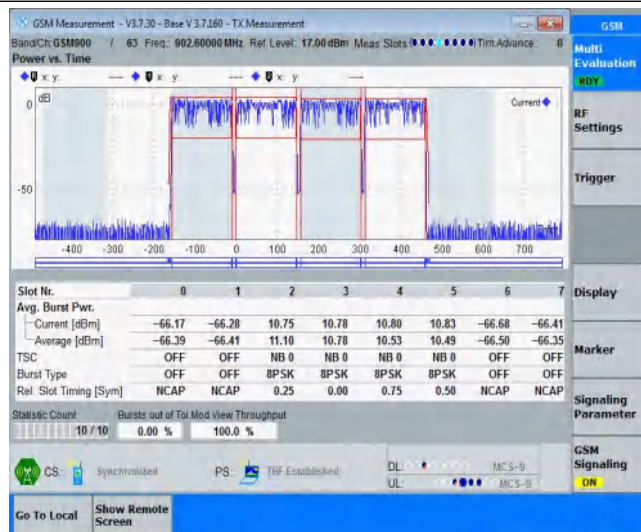 GSM Measurement - V3.7.30 - Base V 3.7.160 - TX Measurement
GSM
Band/Ch: GSM900 / 63 Freq.: 902.60000 MHz Ref Level: 17.00 dBm Meas Slots Tim.Advance: 0
Power vs. Time
Multi Evaluation
RDY
x: y: --- x: y: --- x: y: ---
dB
Current
0
-50
-400 -300 -200 -100 0 100 200 300 400 500 600 700
RF Settings
Trigger
Slot Nr. 0 1 2 3 4 5 6 7
Avg. Burst Pwr.
Current [dBm] -66.17 -66.28 10.75 10.78 10.80 10.83 -66.68 -66.41
Average [dBm] -66.39 -66.41 11.10 10.78 10.53 10.49 -66.50 -66.35
TSC OFF OFF NB 0 NB 0 NB 0 NB 0 OFF OFF
Burst Type OFF OFF 8PSK 8PSK 8PSK 8PSK OFF OFF
Rel. Slot Timing [Sym] NCAP NCAP 0.25 0.00 0.75 0.50 NCAP NCAP
Display
Marker
Signaling Parameter
Statistic Count Bursts out of Tol. Mod.View Throughput
10 / 10 0.00 % 100.0 %
CS: Synchronized PS: TBF Established DL: MCS-9
UL: MCS-9
GSM Signaling
ON
Go To Local
Show Remote Screen